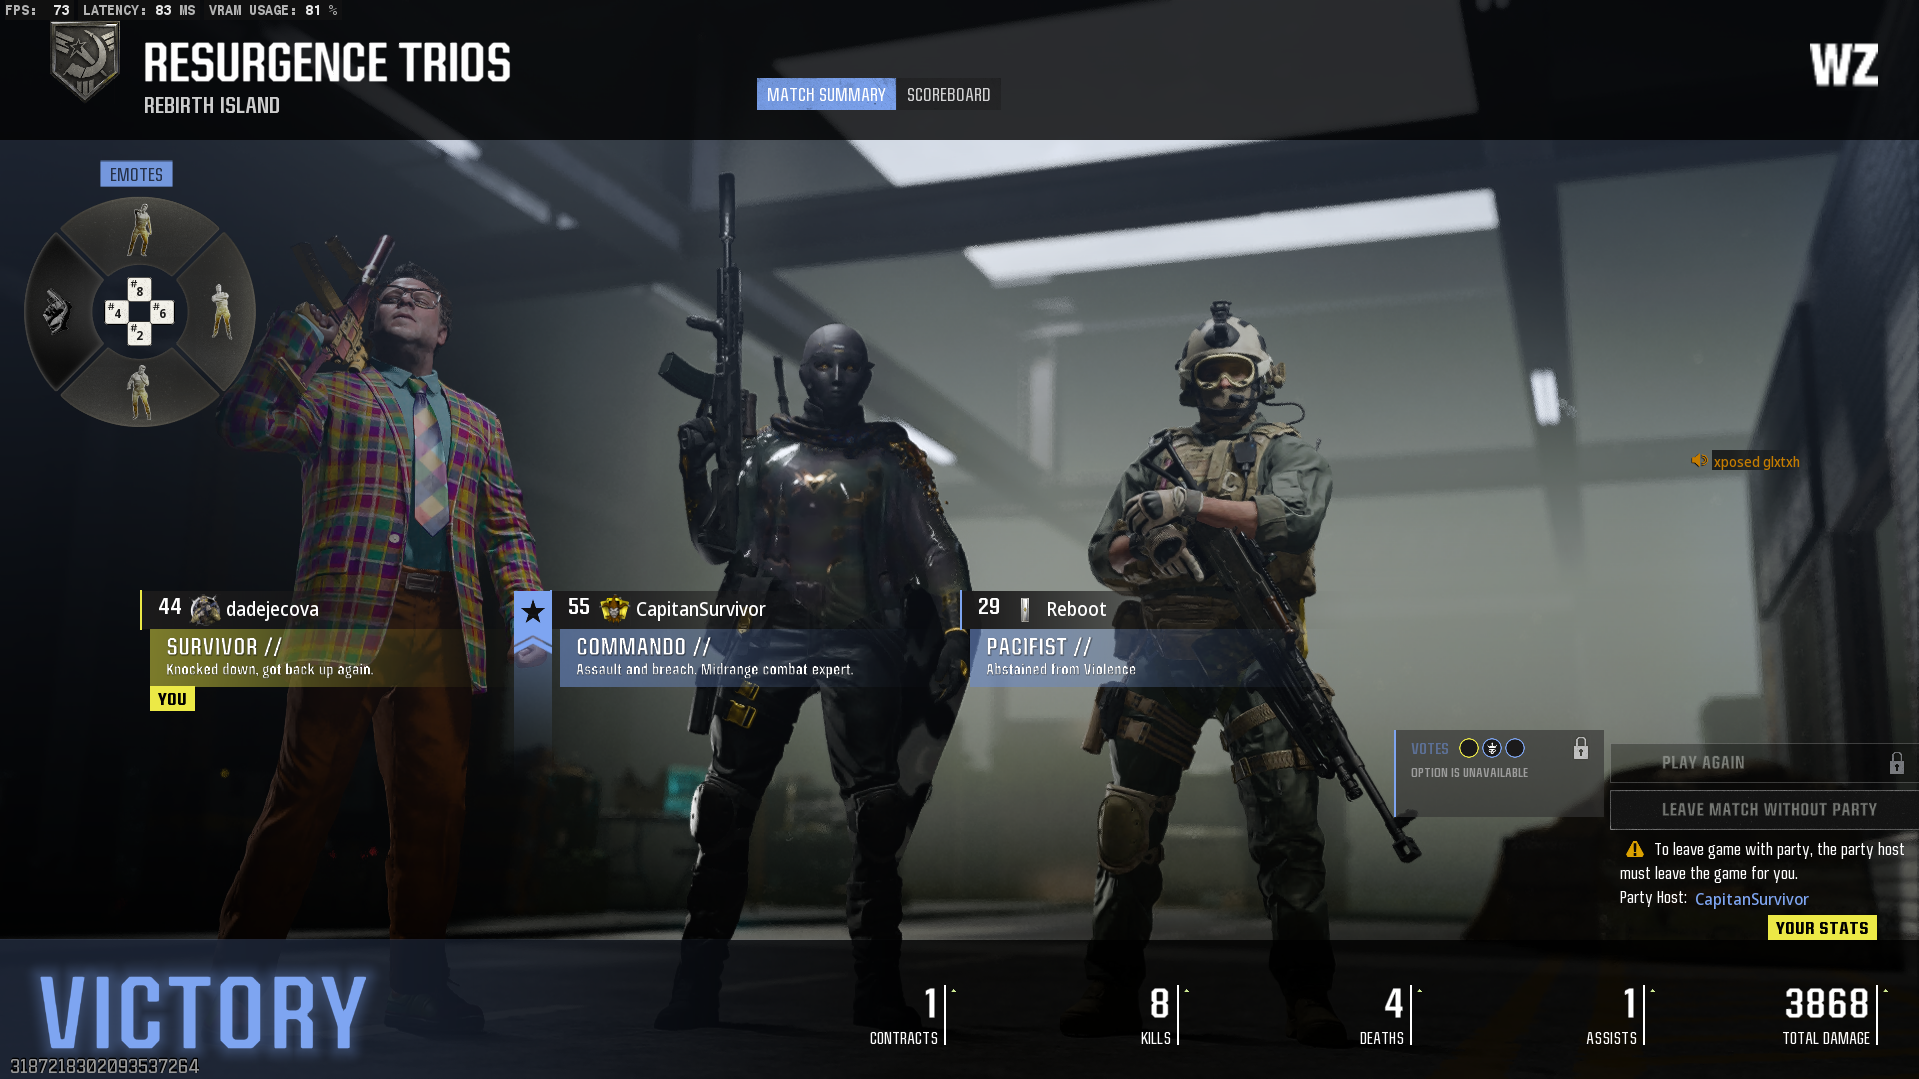 FPS: 73 LATENCY: 83 MS VRAM USAGE: 81 %
RESURGENCE TRIOS
REBIRTH ISLAND
MATCH SUMMARY
SCOREBOARD
WZ
EMOTES
#8
#4
#6
#2
xposed glxtxh
44 dadejecova
SURVIVOR //
Knocked down, got back up again.
YOU
55 CapitanSurvivor
COMMANDO //
Assault and breach. Midrange combat expert.
29 Reboot
PACIFIST //
Abstained from Violence
VOTES
OPTION IS UNAVAILABLE
PLAY AGAIN
LEAVE MATCH WITHOUT PARTY
To leave game with party, the party host
must leave the game for you.
Party Host: CapitanSurvivor
YOUR STATS
VICTORY
1
CONTRACTS
8
KILLS
4
DEATHS
1
ASSISTS
3868
TOTAL DAMAGE
3187218302093537264